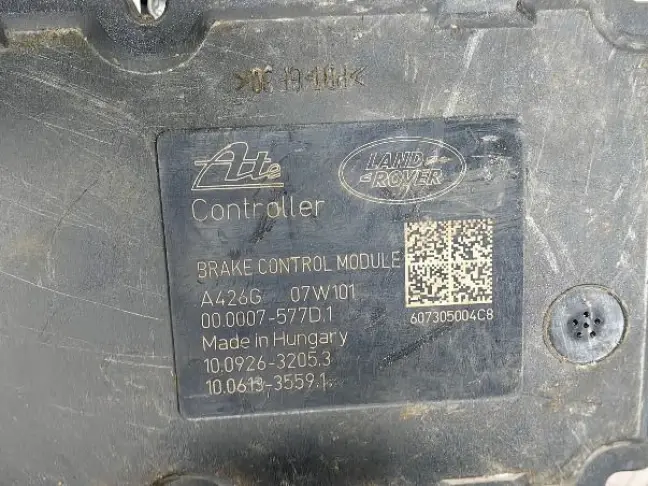 Ate
LAND ROVER
Controller
BRAKE CONTROL MODULE
A426G 07W101
00.0007-577D.1
607305004C8
Made in Hungary
10.0926-3205.3
10.0613-3559.1